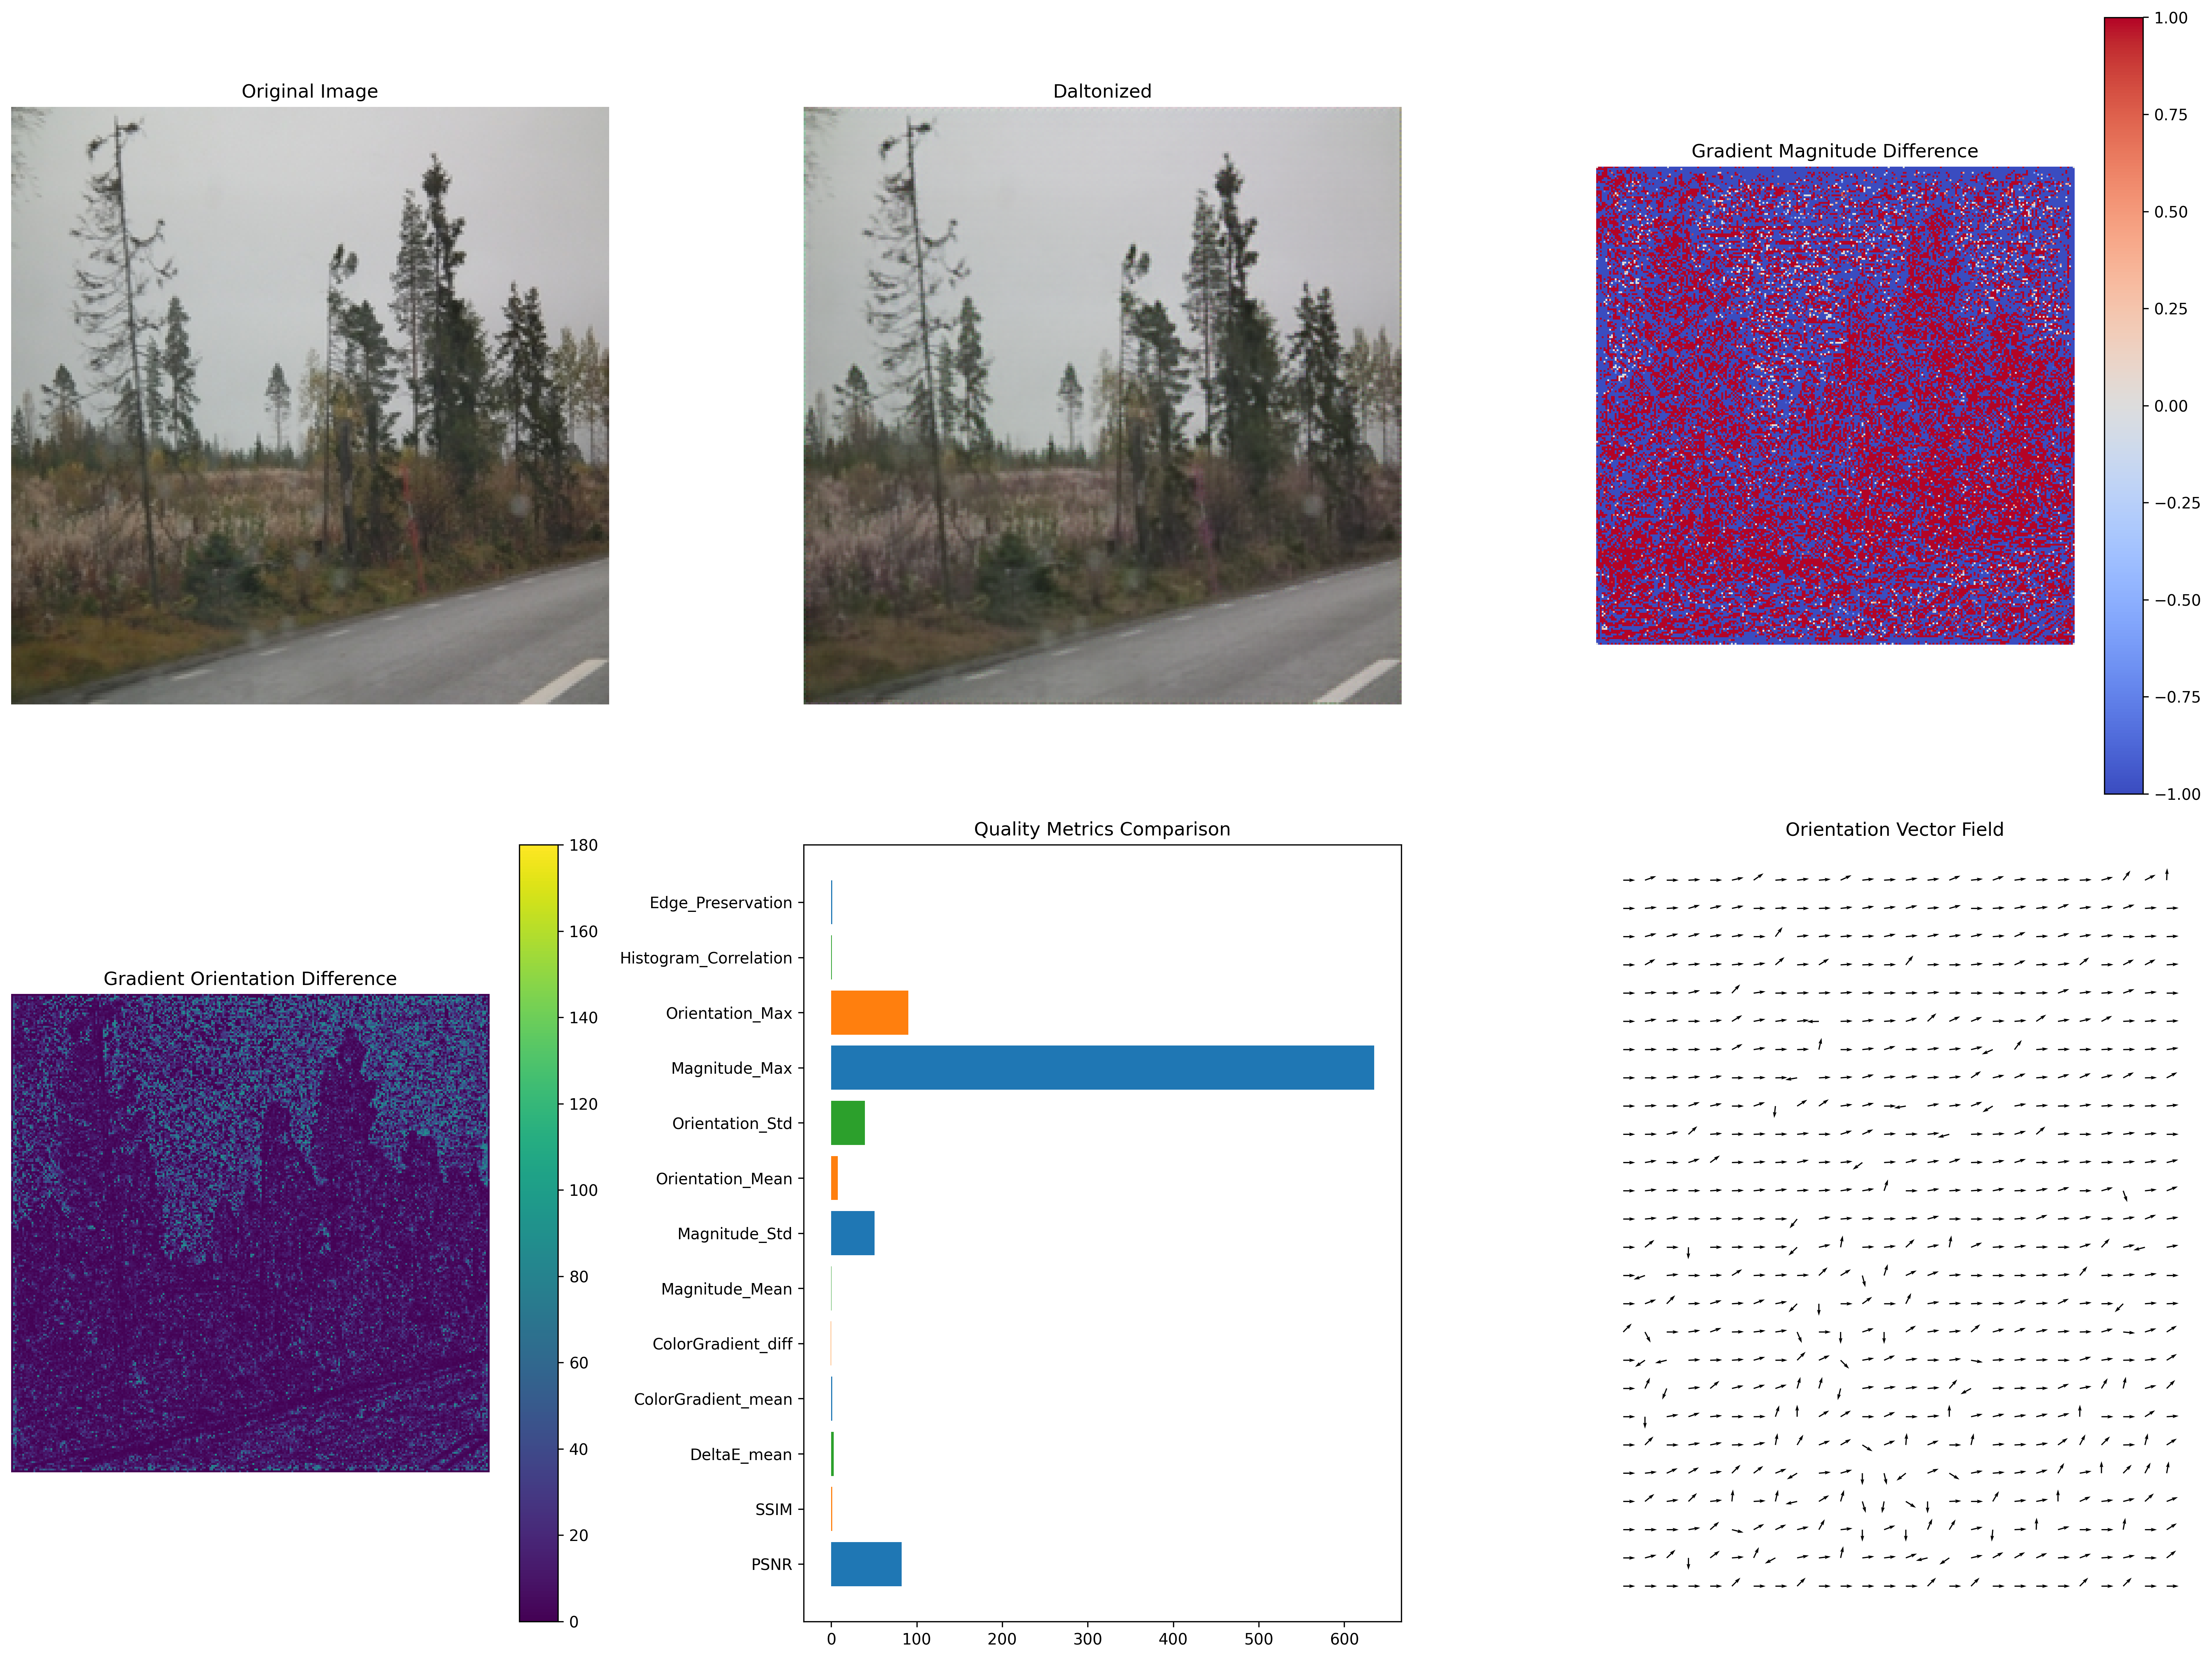 Original Image
Daltonized
Gradient Magnitude Difference
1.00
0.75
0.50
0.25
0.00
−0.25
−0.50
−0.75
−1.00
Gradient Orientation Difference
180
160
140
120
100
80
60
40
20
0
Quality Metrics Comparison
Edge_Preservation
Histogram_Correlation
Orientation_Max
Magnitude_Max
Orientation_Std
Orientation_Mean
Magnitude_Std
Magnitude_Mean
ColorGradient_diff
ColorGradient_mean
DeltaE_mean
SSIM
PSNR
0 100 200 300 400 500 600
Orientation Vector Field